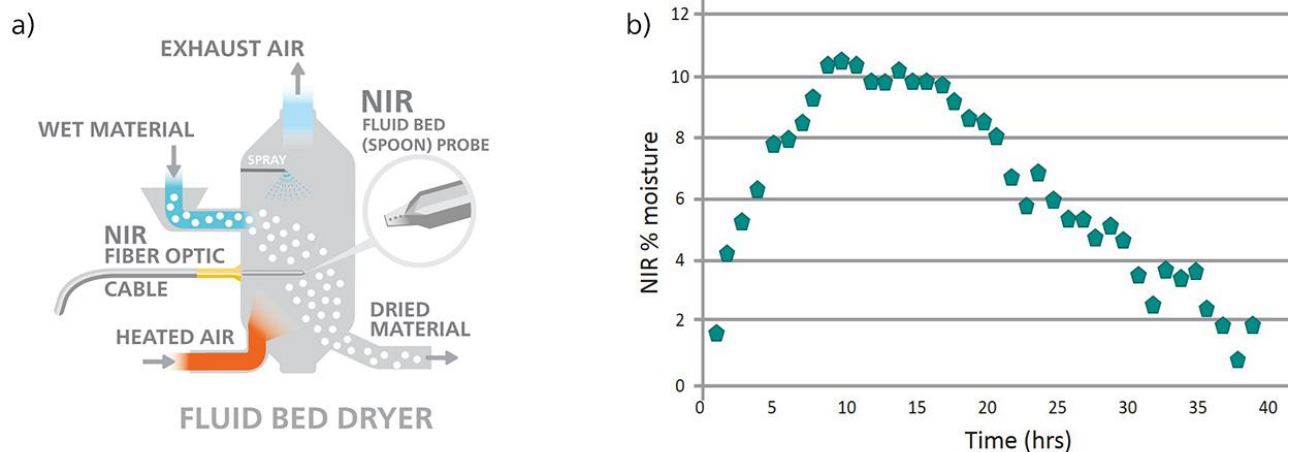 a)
EXHAUST AIR
WET MATERIAL
NIR
FLUID BED
(SPOON) PROBE
SPRAY
NIR
FIBER OPTIC
CABLE
HEATED AIR
DRIED
MATERIAL
FLUID BED DRYER
b)
NIR % moisture
12
10
8
6
4
2
0
0 5 10 15 20 25 30 35 40
Time (hrs)